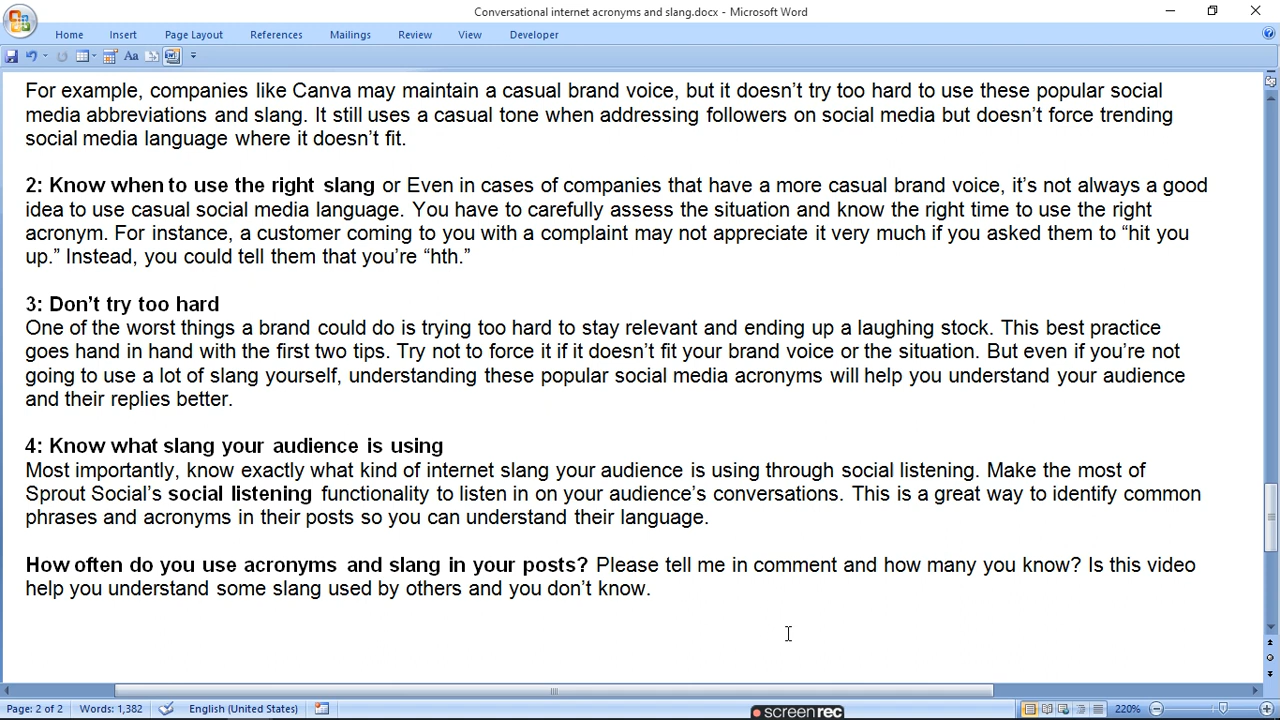 Conversational internet acronyms and slang.docx - Microsoft Word
Home Insert Page Layout References Mailings Review View Developer
Aa
For example, companies like Canva may maintain a casual brand voice, but it doesn’t try too hard to use these popular social
media abbreviations and slang. It still uses a casual tone when addressing followers on social media but doesn’t force trending
social media language where it doesn’t fit.
2: Know when to use the right slang or Even in cases of companies that have a more casual brand voice, it’s not always a good
idea to use casual social media language. You have to carefully assess the situation and know the right time to use the right
acronym. For instance, a customer coming to you with a complaint may not appreciate it very much if you asked them to “hit you
up.” Instead, you could tell them that you’re “hth.”
3: Don’t try too hard
One of the worst things a brand could do is trying too hard to stay relevant and ending up a laughing stock. This best practice
goes hand in hand with the first two tips. Try not to force it if it doesn’t fit your brand voice or the situation. But even if you’re not
going to use a lot of slang yourself, understanding these popular social media acronyms will help you understand your audience
and their replies better.
4: Know what slang your audience is using
Most importantly, know exactly what kind of internet slang your audience is using through social listening. Make the most of
Sprout Social’s social listening functionality to listen in on your audience’s conversations. This is a great way to identify common
phrases and acronyms in their posts so you can understand their language.
How often do you use acronyms and slang in your posts? Please tell me in comment and how many you know? Is this video
help you understand some slang used by others and you don’t know.
Page: 2 of 2 Words: 1,382 English (United States) screenrec 220%